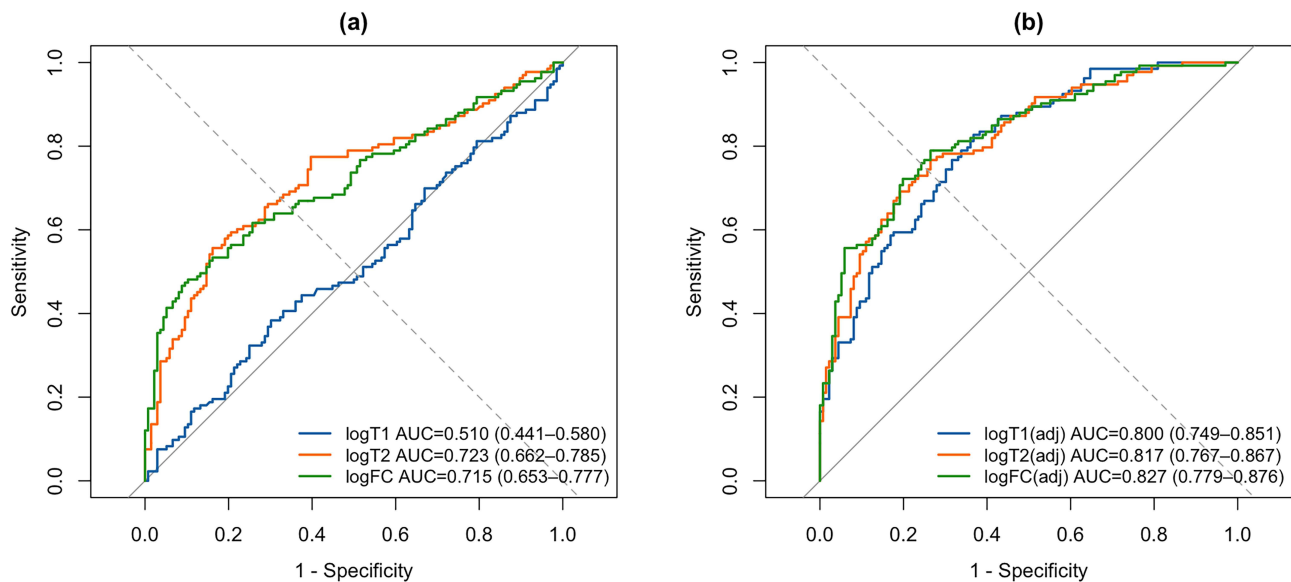 (a)
Sensitivity
1.0
0.8
0.6
0.4
0.2
0.0
logT1 AUC=0.510 (0.441–0.580)
logT2 AUC=0.723 (0.662–0.785)
logFC AUC=0.715 (0.653–0.777)
0.0 0.2 0.4 0.6 0.8 1.0
1 - Specificity
(b)
Sensitivity
1.0
0.8
0.6
0.4
0.2
0.0
logT1(adj) AUC=0.800 (0.749–0.851)
logT2(adj) AUC=0.817 (0.767–0.867)
logFC(adj) AUC=0.827 (0.779–0.876)
0.0 0.2 0.4 0.6 0.8 1.0
1 - Specificity